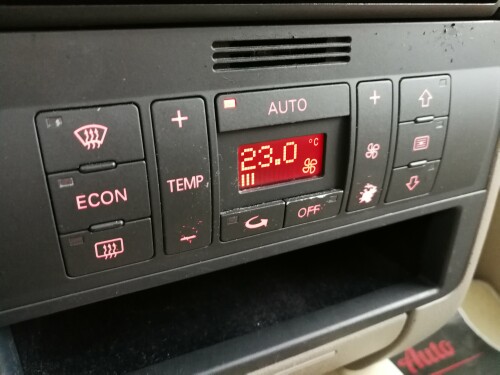 +
AUTO
+
23.0 °C
ECON
TEMP
-
OFF
Auto